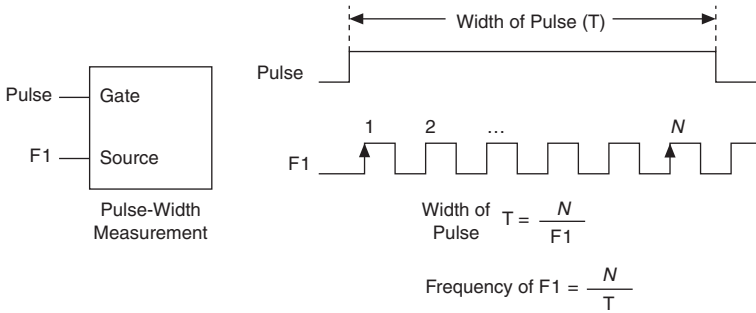 Width of Pulse (T)
Pulse
Pulse
Gate
1 2 ... N
F1
Source
F1
Pulse-Width
Measurement
Width of
Pulse
T = N
F1
Frequency of F1 = N
T